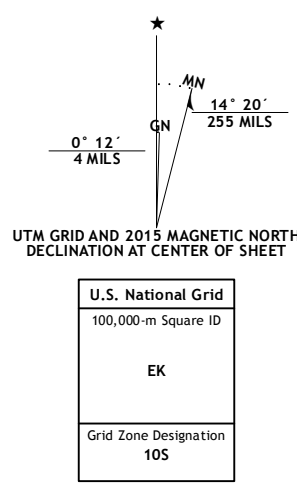 ★
MN
GN
14° 20´
255 MILS
0° 12´
4 MILS
UTM GRID AND 2015 MAGNETIC NORTH
DECLINATION AT CENTER OF SHEET
U.S. National Grid
100,000-m Square ID
EK
Grid Zone Designation
10S